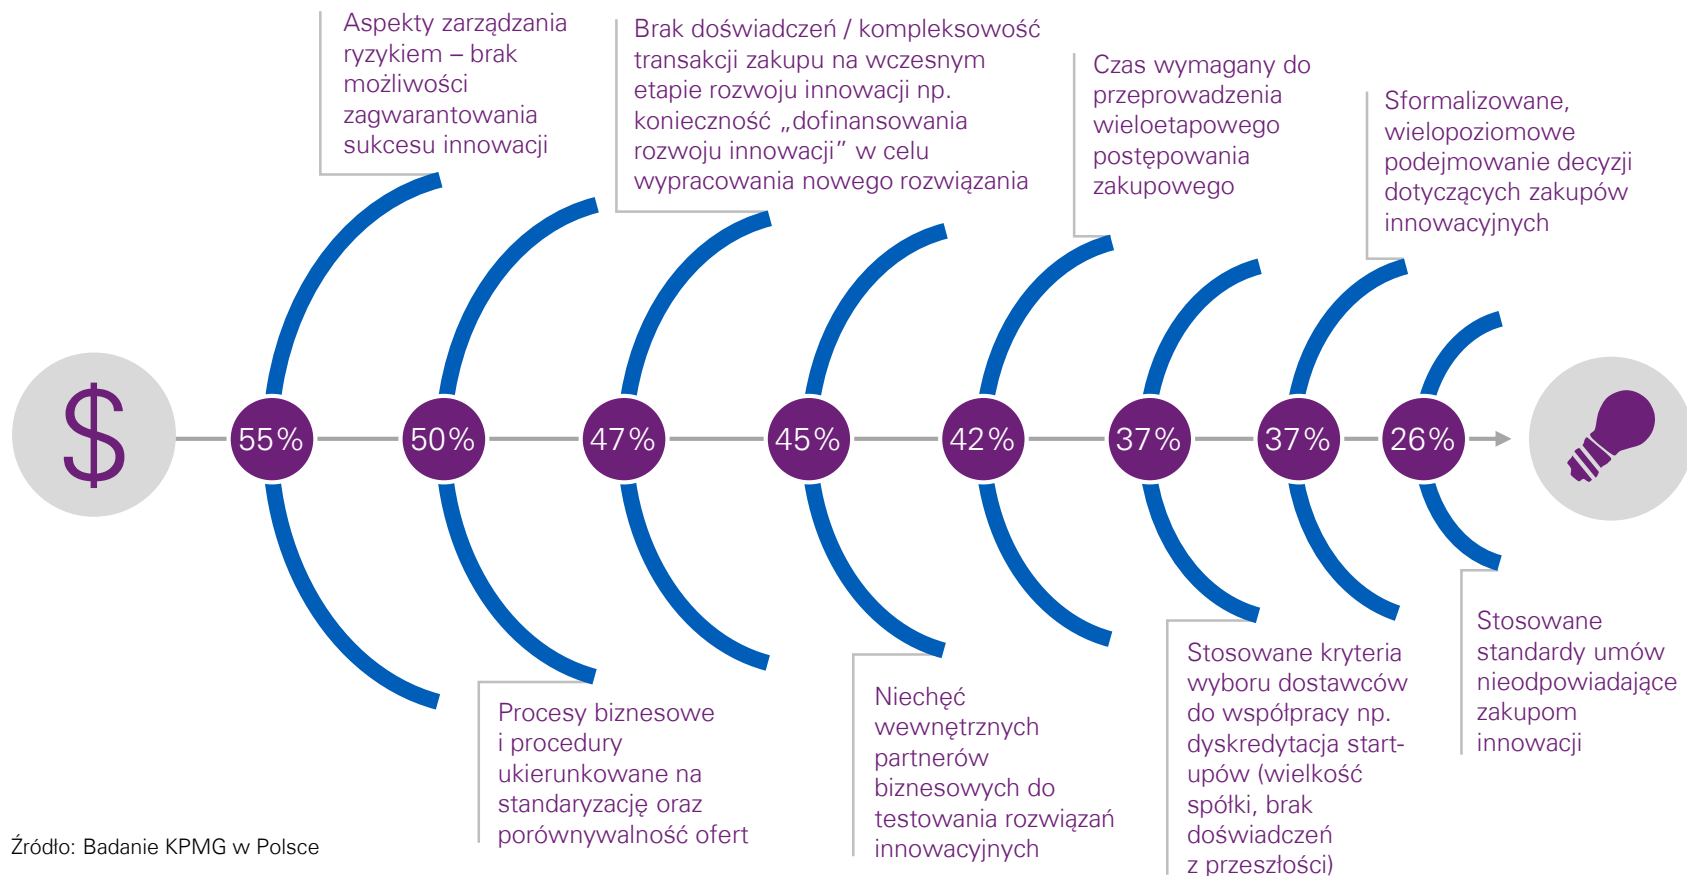 Aspekty zarządzania
ryzykiem – brak
możliwości
zagwarantowania
sukcesu innowacji
Brak doświadczeń / kompleksowość
transakcji zakupu na wczesnym
etapie rozwoju innowacji np.
konieczność „dofinansowania
rozwoju innowacji” w celu
wypracowania nowego rozwiązania
Czas wymagany do
przeprowadzenia
wieloetapowego
postępowania
zakupowego
Sformalizowane,
wielopoziomowe
podejmowanie decyzji
dotyczących zakupów
innowacyjnych
$
55%
50%
47%
45%
42%
37%
37%
26%
Procesy biznesowe
i procedury
ukierunkowane na
standaryzację oraz
porównywalność ofert
Niechęć
wewnętrznych
partnerów
biznesowych do
testowania rozwiązań
innowacyjnych
Stosowane kryteria
wyboru dostawców
do współpracy np.
dyskredytacja start-
upów (wielkość
spółki, brak
doświadczeń
z przeszłości)
Stosowane
standardy umów
nieodpowiadające
zakupom
innowacji
Źródło: Badanie KPMG w Polsce